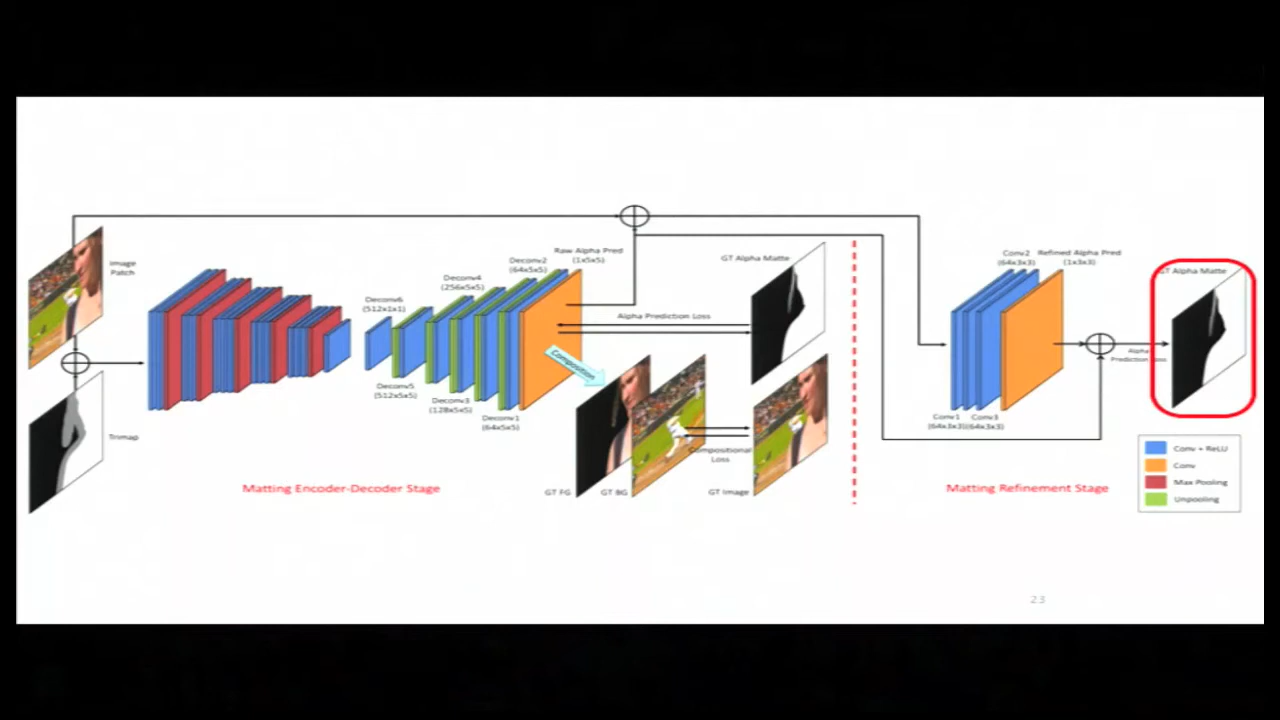 Image
Patch
Trimap
Deconv6
(512x1x1)
Deconv5
(512x5x5)
Deconv4
(256x5x5)
Deconv3
(128x5x5)
Deconv2
(64x5x5)
Deconv1
(64x5x5)
Raw Alpha Pred
(1x5x5)
Composition
Alpha Prediction Loss
GT Alpha Matte
GT FG
GT BG
Compositional
Loss
GT Image
Matting Encoder-Decoder Stage
Conv2
(64x3x3)
Refined Alpha Pred
(1x3x3)
Conv1
(64x3x3)
Conv3
(64x3x3)
Alpha
Prediction Loss
GT Alpha Matte
Matting Refinement Stage
Conv + ReLU
Conv
Max Pooling
Unpooling
23